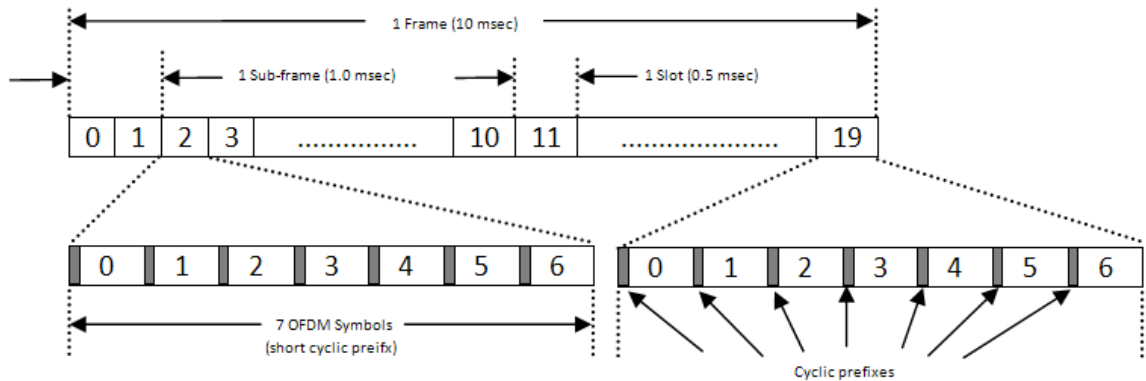 1 Frame (10 msec)
1 Sub-frame (1.0 msec)
1 Slot (0.5 msec)
0 1 2 3 ................ 10 11 ...................... 19
0 1 2 3 4 5 6
0 1 2 3 4 5 6
7 OFDM Symbols
(short cyclic preifx)
Cyclic prefixes